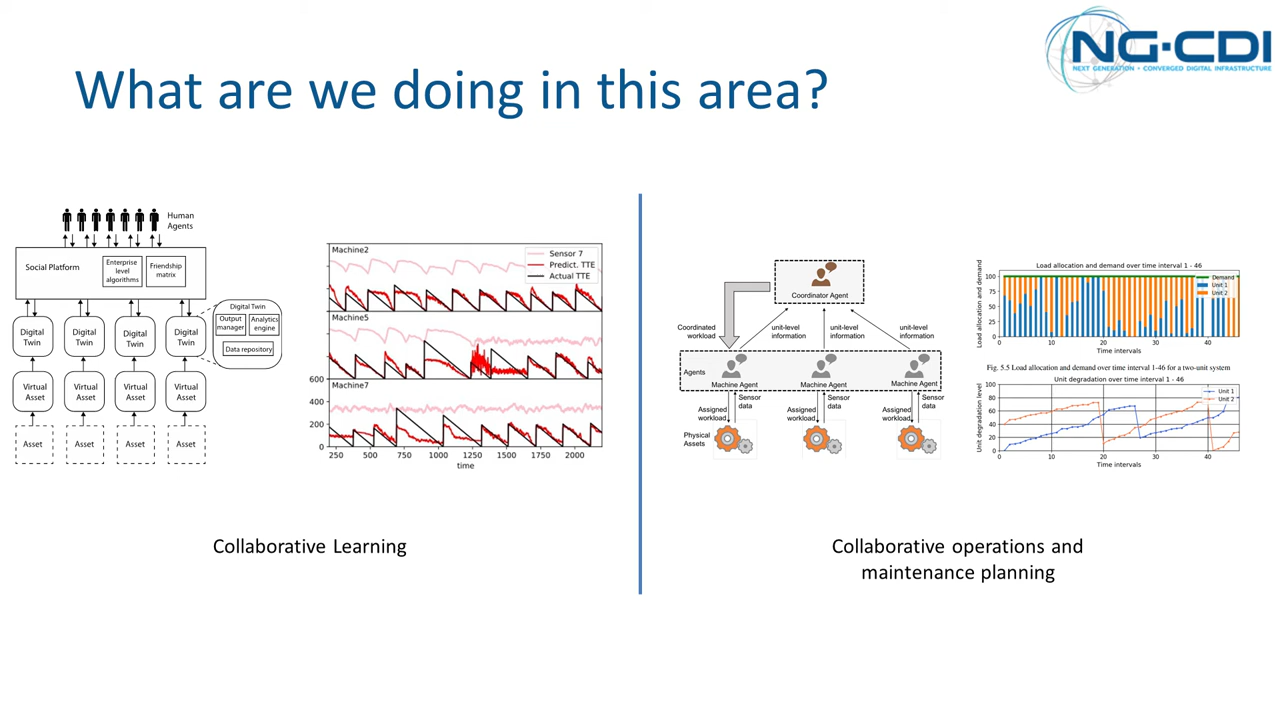 NG-CDI
NEXT GENERATION • CONVERGED DIGITAL INFRASTRUCTURE
What are we doing in this area?
Human
Agents
Social Platform
Enterprise
level
algorithms
Friendship
matrix
Digital
Twin
Digital
Twin
Digital
Twin
Digital
Twin
Digital Twin
Output
manager
Analytics
engine
Data repository
Virtual
Asset
Virtual
Asset
Virtual
Asset
Virtual
Asset
Asset
Asset
Asset
Asset
Machine2
Sensor 7
Predict. TTE
Actual TTE
Machine5
Machine7
600
400
200
0
250 500 750 1000 1250 1500 1750 2000
time
Collaborative Learning
Coordinator Agent
Coordinated
workload
unit-level
information
unit-level
information
unit-level
information
Agents
Machine Agent
Machine Agent
Machine Agent
Assigned
workload
Sensor
data
Assigned
workload
Sensor
data
Assigned
workload
Sensor
data
Physical
Assets
Load allocation and demand over time interval 1 - 46
Load allocation and demand
100
75
50
25
0
Demand
Unit 1
Unit 2
0 10 20 30 40
Time intervals
Fig. 5.5 Load allocation and demand over time interval 1-46 for a two-unit system
Unit degradation over time interval 1 - 46
Unit degradation level
100
80
60
40
20
0
Unit 1
Unit 2
0 10 20 30 40
Time intervals
Collaborative operations and
maintenance planning